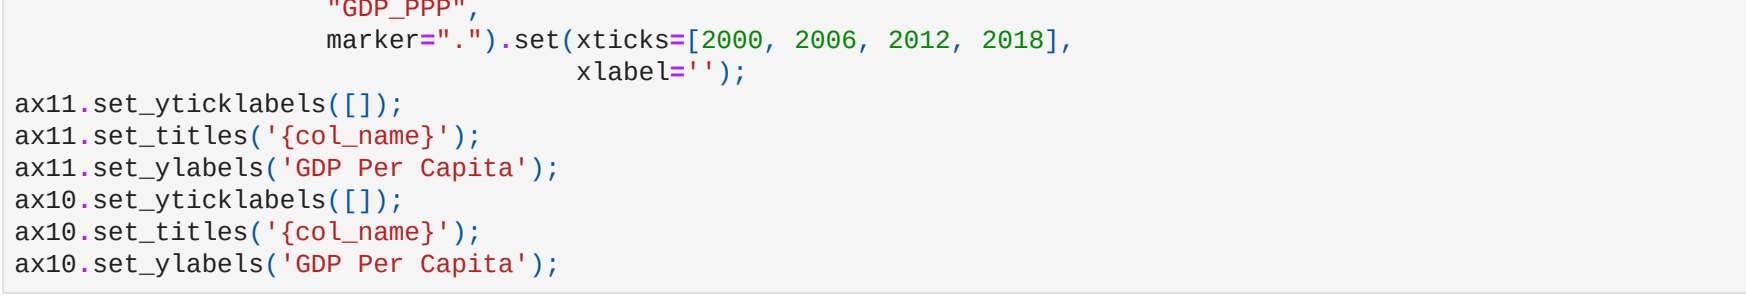 "GDP_PPP",
marker=".").set(xticks=[2000, 2006, 2012, 2018],
xlabel='');
ax11.set_yticklabels([]);
ax11.set_titles('{col_name}');
ax11.set_ylabels('GDP Per Capita');
ax10.set_yticklabels([]);
ax10.set_titles('{col_name}');
ax10.set_ylabels('GDP Per Capita');